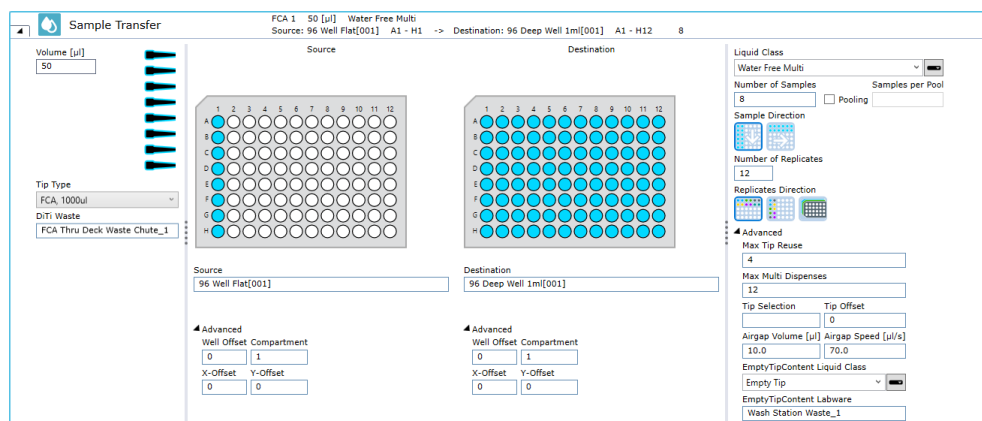 Sample Transfer
FCA 1 50 [µl] Water Free Multi
Source: 96 Well Flat[001] A1 - H1 -> Destination: 96 Deep Well 1ml[001] A1 - H12 8
Volume [µl]
50
Tip Type
FCA, 1000ul
DiTi Waste
FCA Thru Deck Waste Chute_1
Source
1 2 3 4 5 6 7 8 9 10 11 12
A
B
C
D
E
F
G
H
Source
96 Well Flat[001]
Advanced
Well Offset Compartment
0 1
X-Offset Y-Offset
0 0
Destination
1 2 3 4 5 6 7 8 9 10 11 12
A
B
C
D
E
F
G
H
Destination
96 Deep Well 1ml[001]
Advanced
Well Offset Compartment
0 1
X-Offset Y-Offset
0 0
Liquid Class
Water Free Multi
Number of Samples Samples per Pool
8 Pooling
Sample Direction
Number of Replicates
12
Replicates Direction
Advanced
Max Tip Reuse
4
Max Multi Dispenses
12
Tip Selection Tip Offset
0
Airgap Volume [µl] Airgap Speed [µl/s]
10.0 70.0
EmptyTipContent Liquid Class
Empty Tip
EmptyTipContent Labware
Wash Station Waste_1